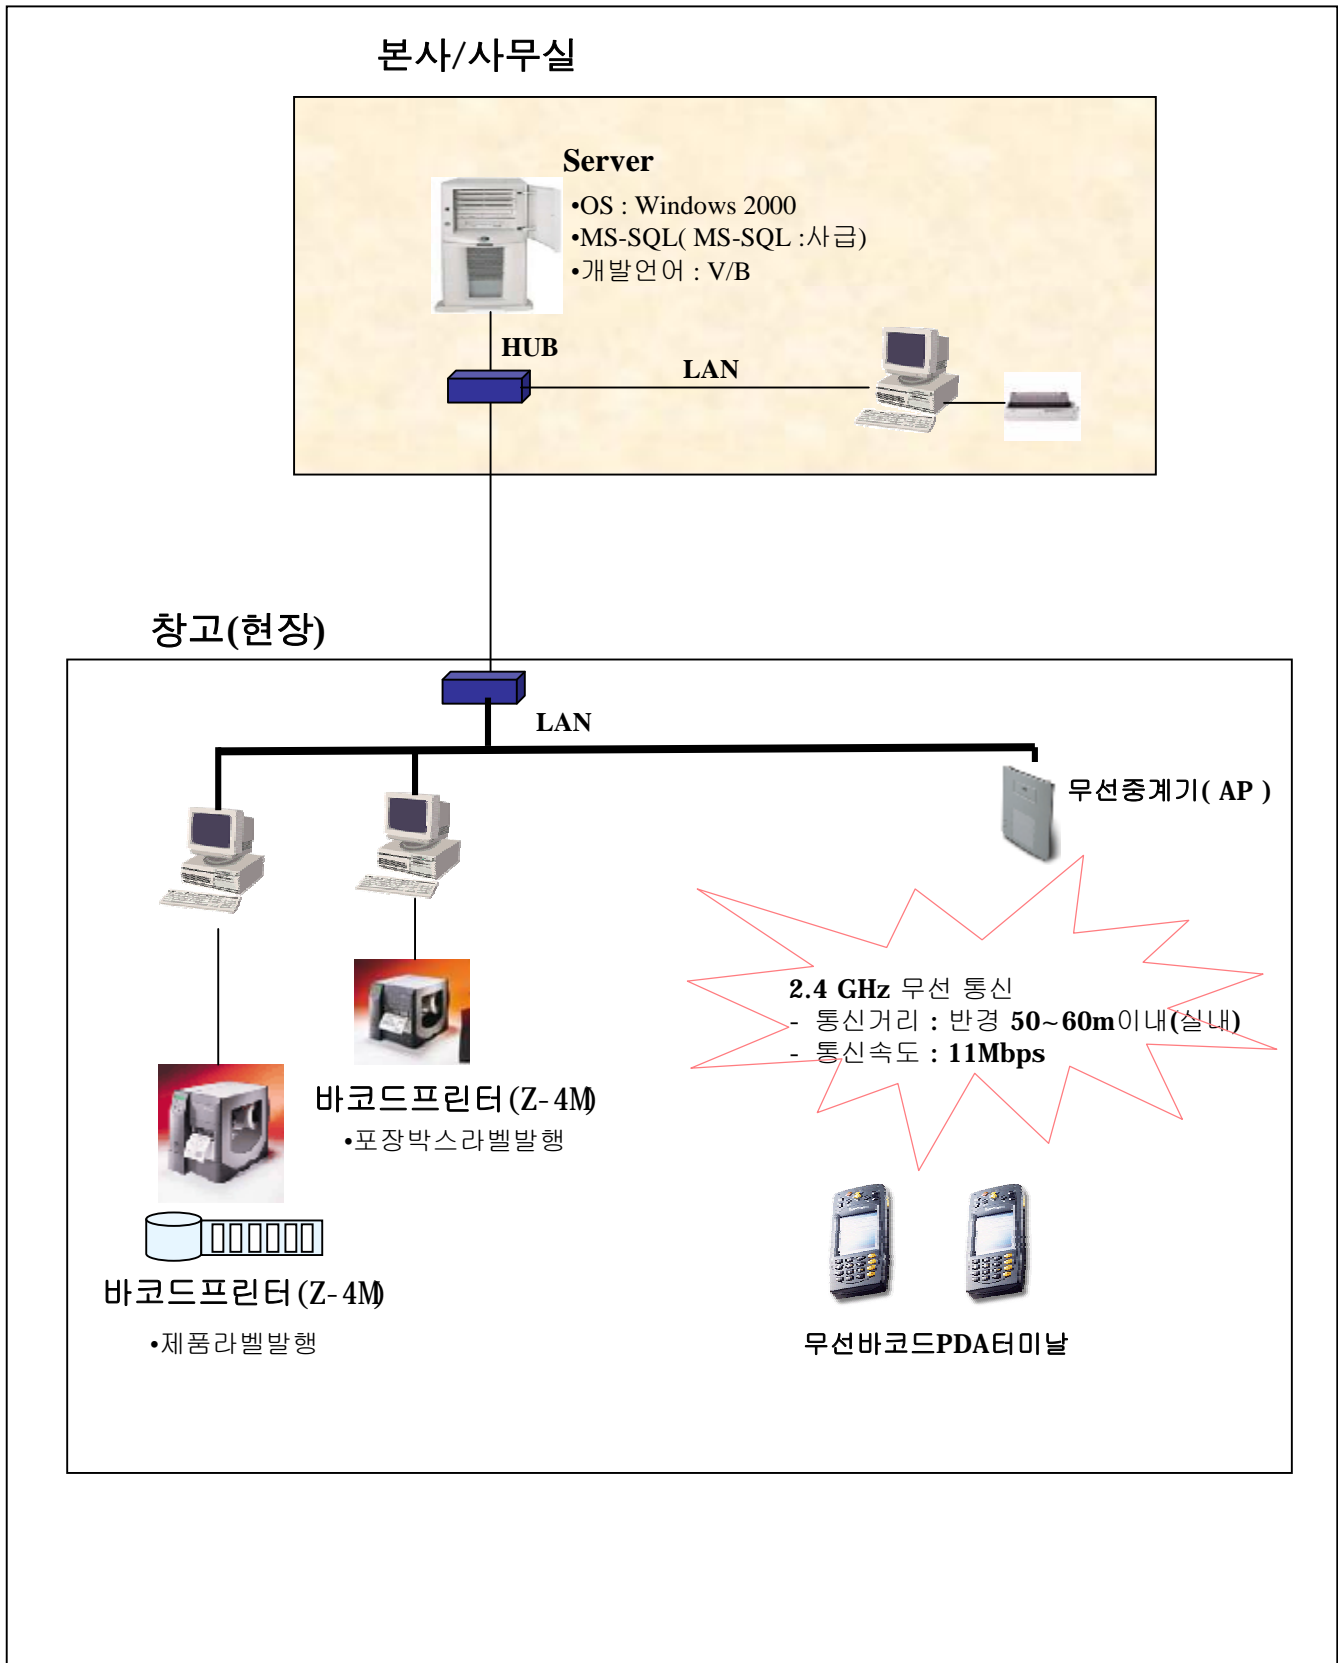 본사/사무실
Server
•OS : Windows 2000
•MS-SQL( MS-SQL :사급)
•개발언어 : V/B
HUB
LAN
창고(현장)
LAN
무선중계기( AP )
2.4 GHz 무선 통신
- 통신거리 : 반경 50~60m이내(실내)
- 통신속도 : 11Mbps
바코드프린터(Z-4M)
•포장박스라벨발행
바코드프린터(Z-4M)
•제품라벨발행
무선바코드PDA터미날